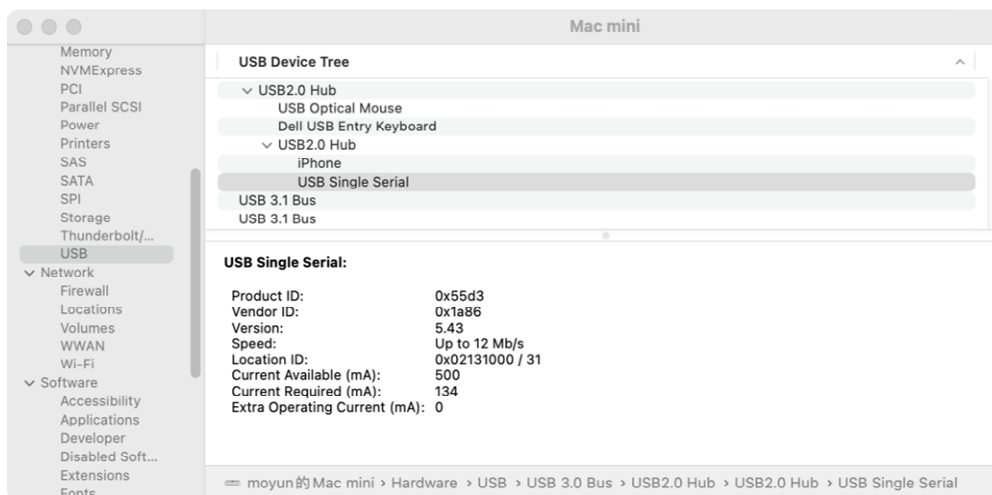 Mac mini
Memory
NVMExpress
PCI
Parallel SCSI
Power
Printers
SAS
SATA
SPI
Storage
Thunderbolt/...
USB
Network
Firewall
Locations
Volumes
WWAN
Wi-Fi
Software
Accessibility
Applications
Developer
Disabled Soft...
Extensions
Fonts
USB Device Tree
USB2.0 Hub
USB Optical Mouse
Dell USB Entry Keyboard
USB2.0 Hub
iPhone
USB Single Serial
USB 3.1 Bus
USB 3.1 Bus
USB Single Serial:
Product ID: 0x55d3
Vendor ID: 0x1a86
Version: 5.43
Speed: Up to 12 Mb/s
Location ID: 0x02131000 / 31
Current Available (mA): 500
Current Required (mA): 134
Extra Operating Current (mA): 0
moyun的 Mac mini › Hardware › USB › USB 3.0 Bus › USB2.0 Hub › USB2.0 Hub › USB Single Serial